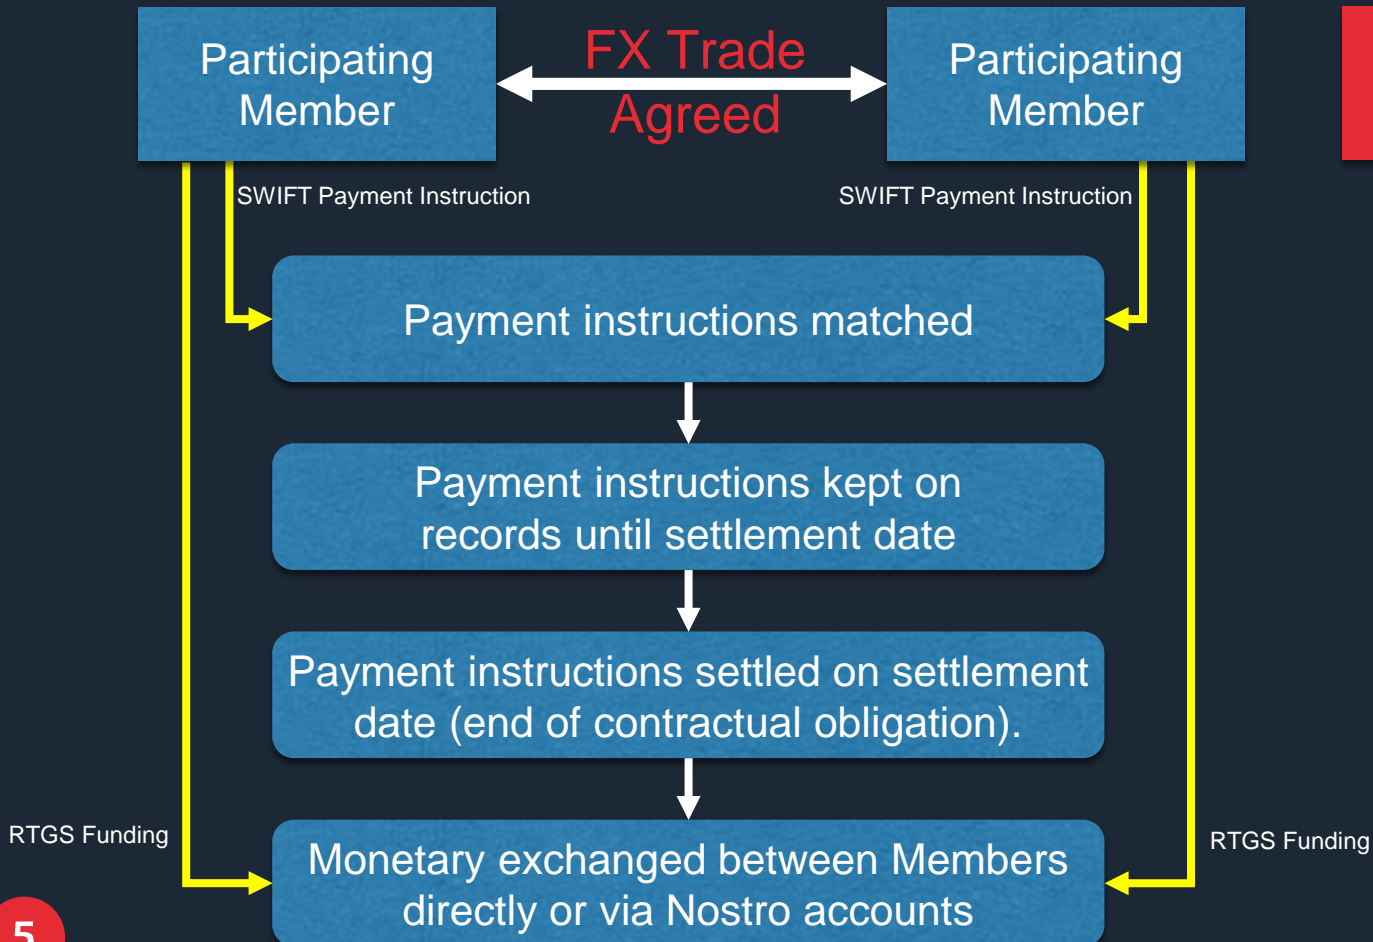 Participating
Member
FX Trade
Agreed
Participating
Member
SWIFT Payment Instruction
SWIFT Payment Instruction
Payment instructions matched
Payment instructions kept on
records until settlement date
Payment instructions settled on settlement
date (end of contractual obligation).
RTGS Funding
RTGS Funding
Monetary exchanged between Members
directly or via Nostro accounts
5